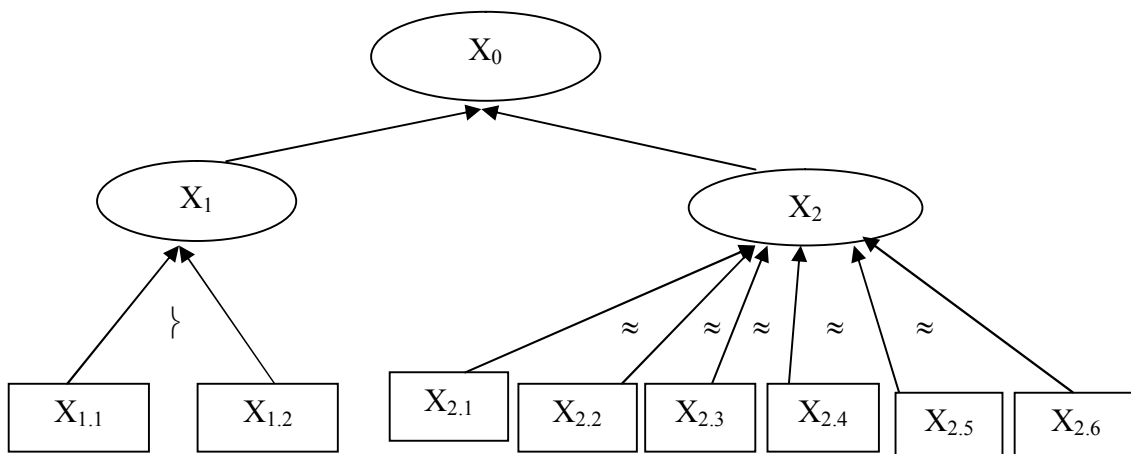 X₀
X₁ X₂
} ≈ ≈ ≈ ≈ ≈
X₁.₁ X₁.₂ X₂.₁ X₂.₂ X₂.₃ X₂.₄ X₂.₅ X₂.₆